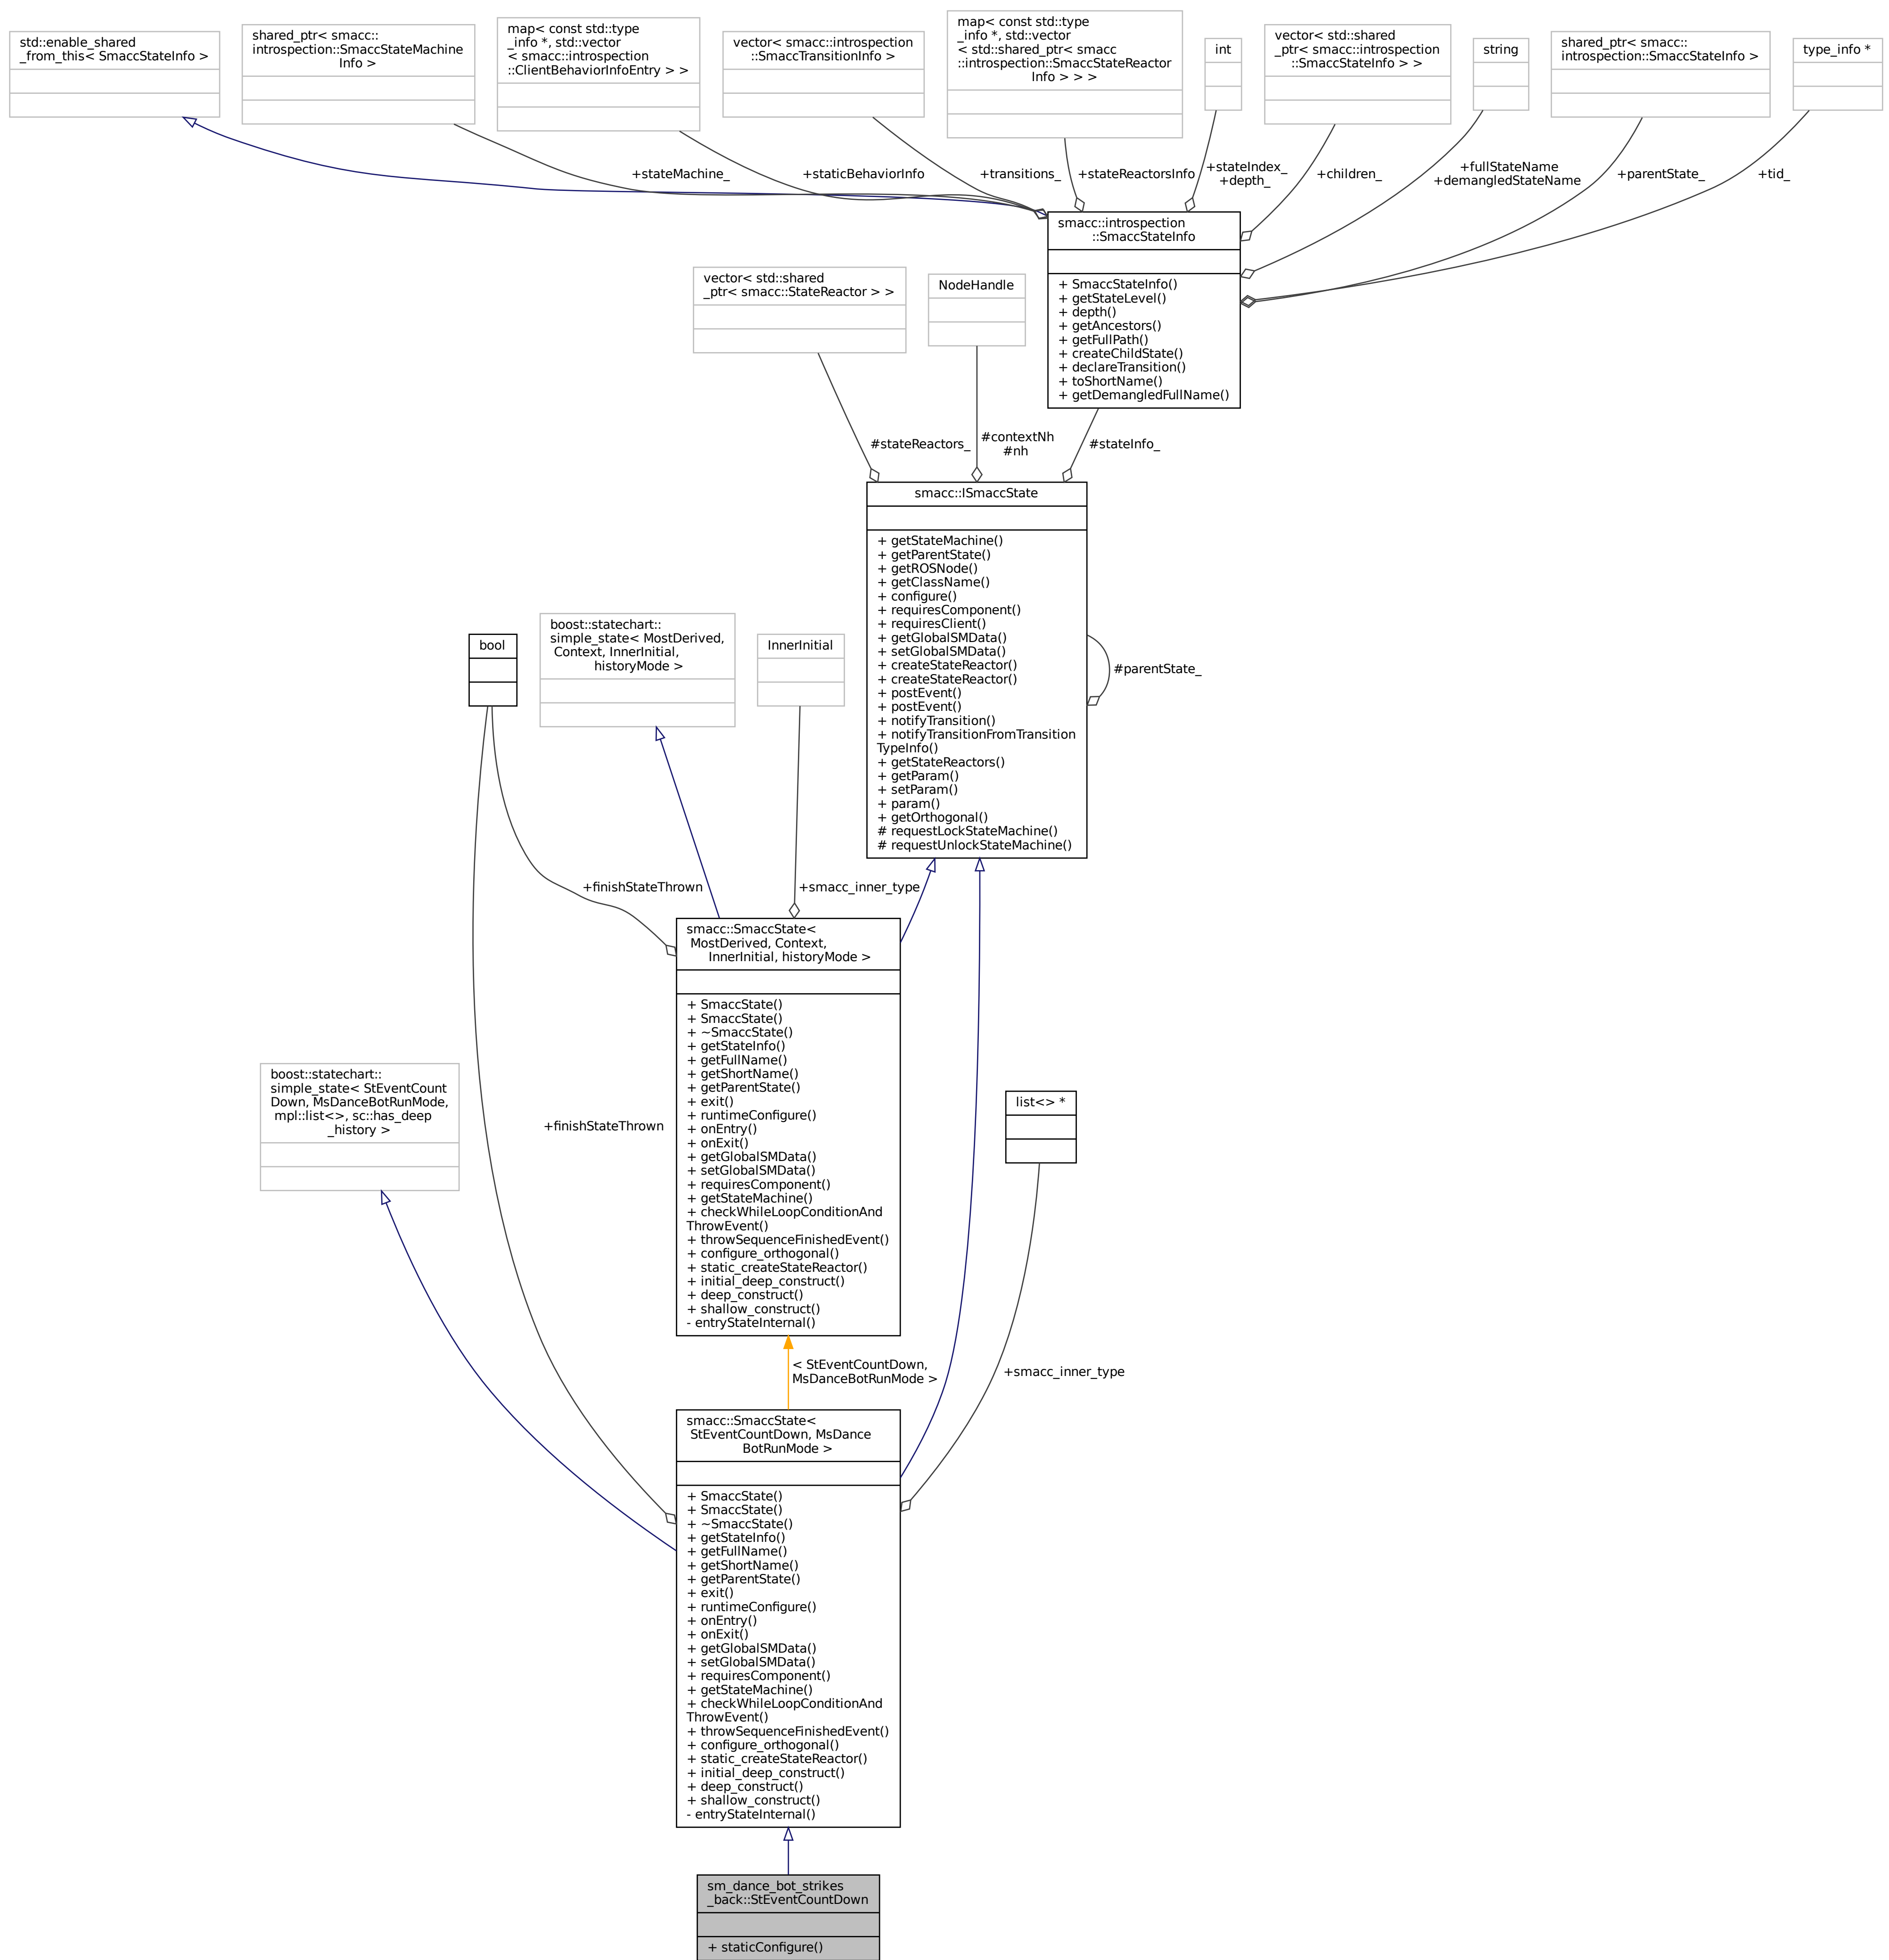 std::enable_shared
_from_this< SmaccStateInfo >
shared_ptr< smacc::
introspection::SmaccStateMachine
Info >
map< const std::type
_info *, std::vector
< smacc::introspection
::ClientBehaviorInfoEntry > >
vector< smacc::introspection
::SmaccTransitionInfo >
map< const std::type
_info *, std::vector
< std::shared_ptr< smacc
::introspection::SmaccStateReactor
Info > > >
int
vector< std::shared
_ptr< smacc::introspection
::SmaccStateInfo > >
string
shared_ptr< smacc::
introspection::SmaccStateInfo >
type_info *
+stateMachine_
+staticBehaviorInfo
+transitions_
+stateReactorsInfo
+stateIndex_
+depth_
+children_
+fullStateName
+demangledStateName
+parentState_
+tid_
smacc::introspection
::SmaccStateInfo
+ SmaccStateInfo()
+ getStateLevel()
+ depth()
+ getAncestors()
+ getFullPath()
+ createChildState()
+ declareTransition()
+ toShortName()
+ getDemangledFullName()
vector< std::shared
_ptr< smacc::StateReactor > >
NodeHandle
#stateReactors_
#contextNh
#nh
#stateInfo_
smacc::ISmaccState
+ getStateMachine()
+ getParentState()
+ getROSNode()
+ getClassName()
+ configure()
+ requiresComponent()
+ requiresClient()
+ getGlobalSMData()
+ setGlobalSMData()
+ createStateReactor()
+ createStateReactor()
+ postEvent()
+ postEvent()
+ notifyTransition()
+ notifyTransitionFromTransition
TypeInfo()
+ getStateReactors()
+ getParam()
+ setParam()
+ param()
+ getOrthogonal()
# requestLockStateMachine()
# requestUnlockStateMachine()
#parentState_
bool
boost::statechart::
simple_state< MostDerived,
Context, InnerInitial,
historyMode >
InnerInitial
+finishStateThrown
+smacc_inner_type
smacc::SmaccState<
MostDerived, Context,
InnerInitial, historyMode >
+ SmaccState()
+ SmaccState()
+ ~SmaccState()
+ getStateInfo()
+ getFullName()
+ getShortName()
+ getParentState()
+ exit()
+ runtimeConfigure()
+ onEntry()
+ onExit()
+ getGlobalSMData()
+ setGlobalSMData()
+ requiresComponent()
+ getStateMachine()
+ checkWhileLoopConditionAnd
ThrowEvent()
+ throwSequenceFinishedEvent()
+ configure_orthogonal()
+ static_createStateReactor()
+ initial_deep_construct()
+ deep_construct()
+ shallow_construct()
- entryStateInternal()
boost::statechart::
simple_state< StEventCount
Down, MsDanceBotRunMode,
mpl::list<>, sc::has_deep
_history >
+finishStateThrown
list<> *
< StEventCountDown,
MsDanceBotRunMode >
+smacc_inner_type
smacc::SmaccState<
StEventCountDown, MsDance
BotRunMode >
+ SmaccState()
+ SmaccState()
+ ~SmaccState()
+ getStateInfo()
+ getFullName()
+ getShortName()
+ getParentState()
+ exit()
+ runtimeConfigure()
+ onEntry()
+ onExit()
+ getGlobalSMData()
+ setGlobalSMData()
+ requiresComponent()
+ getStateMachine()
+ checkWhileLoopConditionAnd
ThrowEvent()
+ throwSequenceFinishedEvent()
+ configure_orthogonal()
+ static_createStateReactor()
+ initial_deep_construct()
+ deep_construct()
+ shallow_construct()
- entryStateInternal()
sm_dance_bot_strikes
_back::StEventCountDown
+ staticConfigure()